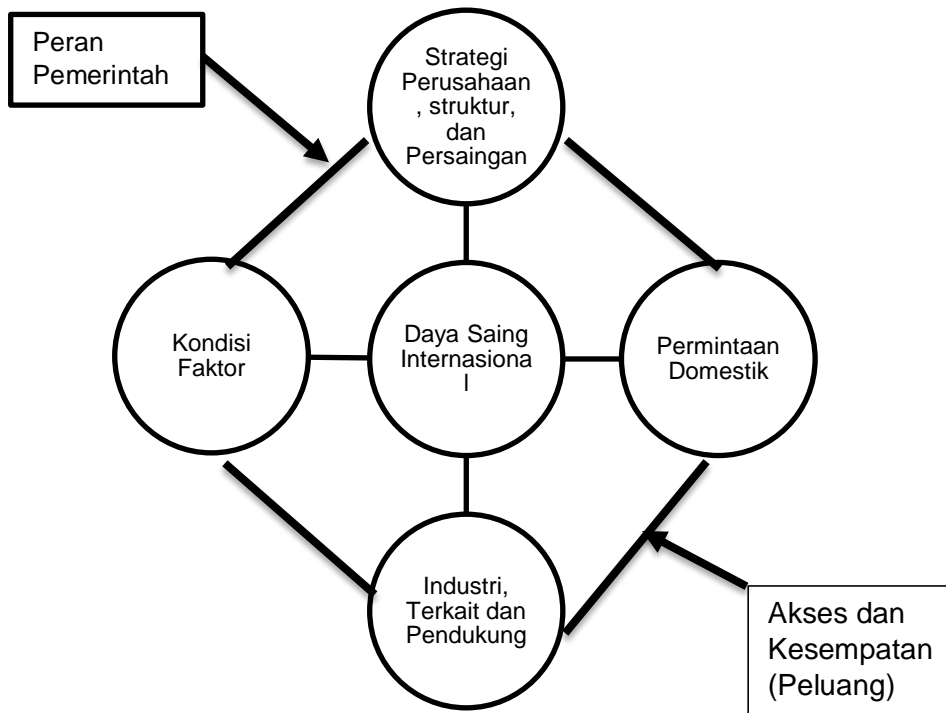 Peran
Pemerintah
Strategi
Perusahaan
, struktur,
dan
Persaingan
Kondisi
Faktor
Daya Saing
Internasiona
l
Permintaan
Domestik
Industri,
Terkait dan
Pendukung
Akses dan
Kesempatan
(Peluang)